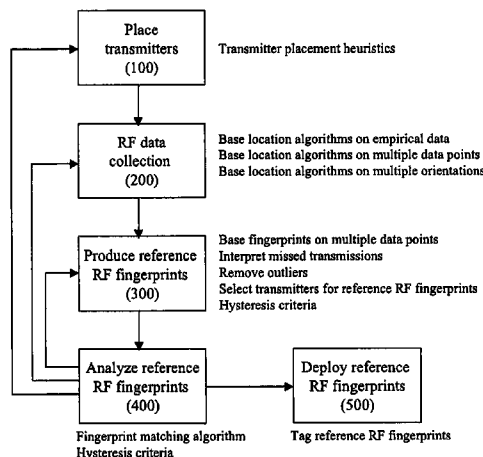 Place
transmitters
(100)
Transmitter placement heuristics
RF data
collection
(200)
Base location algorithms on empirical data
Base location algorithms on multiple data points
Base location algorithms on multiple orientations
Produce reference
RF fingerprints
(300)
Base fingerprints on multiple data points
Interpret missed transmissions
Remove outliers
Select transmitters for reference RF fingerprints
Hysteresis criteria
Analyze reference
RF fingerprints
(400)
Fingerprint matching algorithm
Hysteresis criteria
Deploy reference
RF fingerprints
(500)
Tag reference RF fingerprints